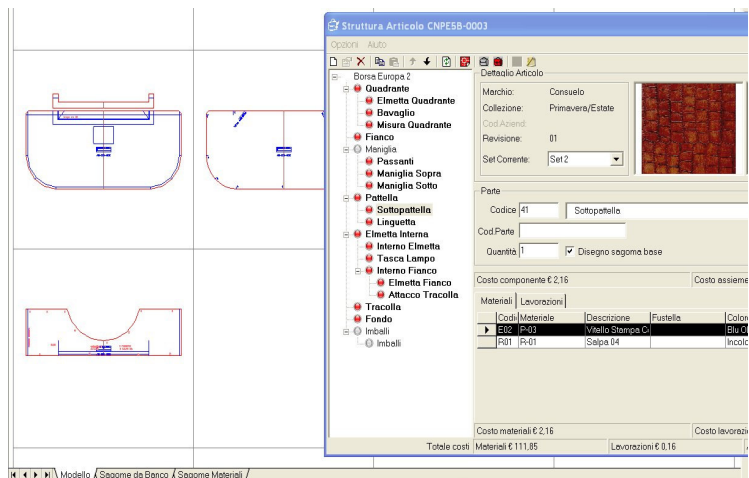 Struttura Articolo CNPE5B-0003
Opzioni Aiuto
Borsa Europa 2
Quadrante
Elmetta Quadrante
Bavaglio
Misura Quadrante
Fianco
Maniglia
Passanti
Maniglia Sopra
Maniglia Sotto
Pattella
Sottopattella
Linguetta
Elmetta Interna
Interno Elmetta
Tasca Lampo
Interno Fianco
Elmetta Fianco
Attacco Tracolla
Tracolla
Fondo
Imballi
Imballi
Dettaglio Articolo
Marchio: Consuelo
Collezione: Primavera/Estate
Cod.Aziend:
Revisione: 01
Set Corrente: Set 2
Parte
Codice 41 Sottopattella
Cod.Parte
Quantità 1 Disegno sagoma base
Costo componente € 2,16 Costo assieme
Materiali Lavorazioni
Codi Materiale Descrizione Fustella Colore
E02 P-03 Vitello Stampa C Blu Ol
R01 R-01 Salpa 04 Incolo
Costo materiali € 2,16 Costo lavorazi
Totale costi Materiali € 111,85 Lavorazioni € 0,16
Modello Sagome da Banco Sagome Materiali